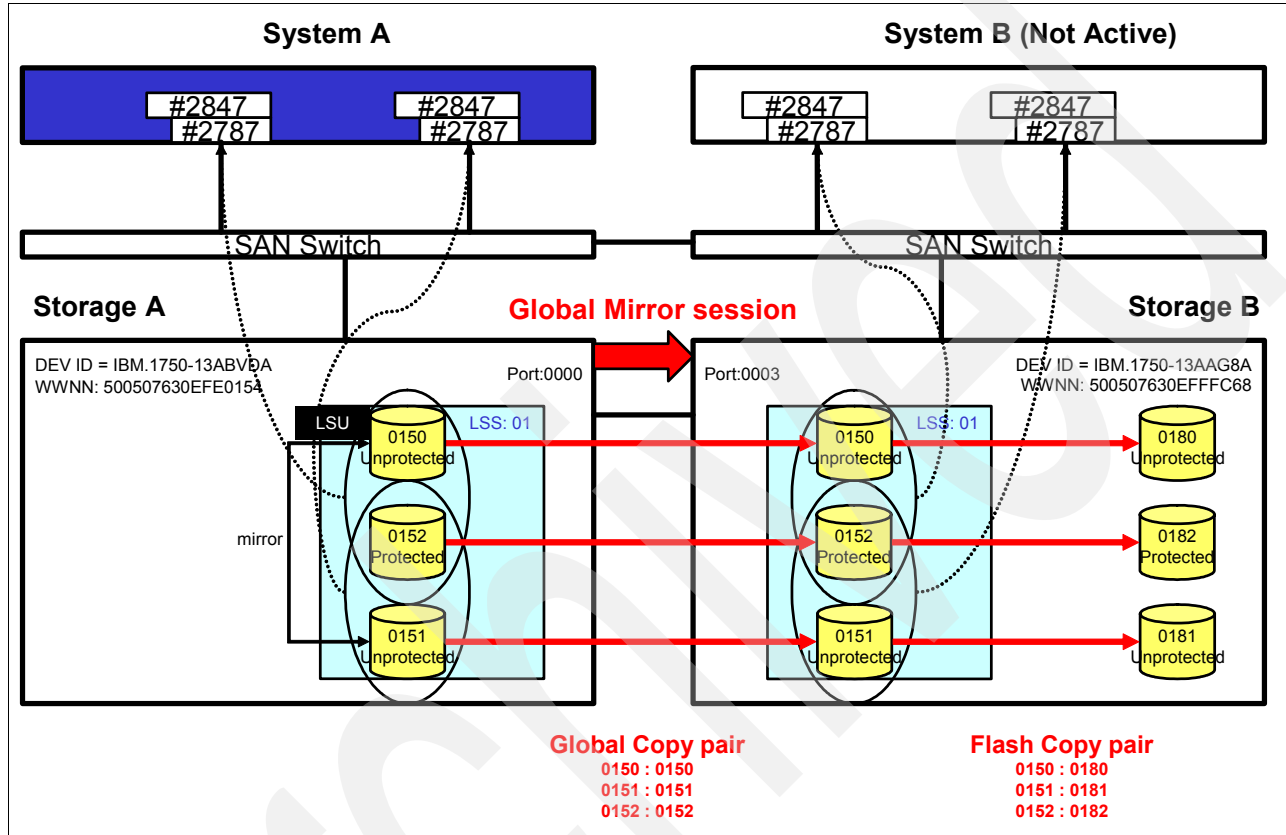 System A
System B (Not Active)
#2847
#2787
#2847
#2787
#2847
#2787
#2847
#2787
SAN Switch
SAN Switch
Storage A
Global Mirror session
Storage B
DEV ID = IBM.1750-13ABVDA
WWNN: 500507630EFE0154
Port:0000
Port:0003
DEV ID = IBM.1750-13AAG8A
WWNN: 500507630EFFFC68
LSU
LSS: 01
LSS: 01
0150
Unprotected
0150
Unprotected
0180
Unprotected
mirror
0152
Protected
0152
Protected
0182
Protected
0151
Unprotected
0151
Unprotected
0181
Unprotected
Global Copy pair
0150 : 0150
0151 : 0151
0152 : 0152
Flash Copy pair
0150 : 0180
0151 : 0181
0152 : 0182